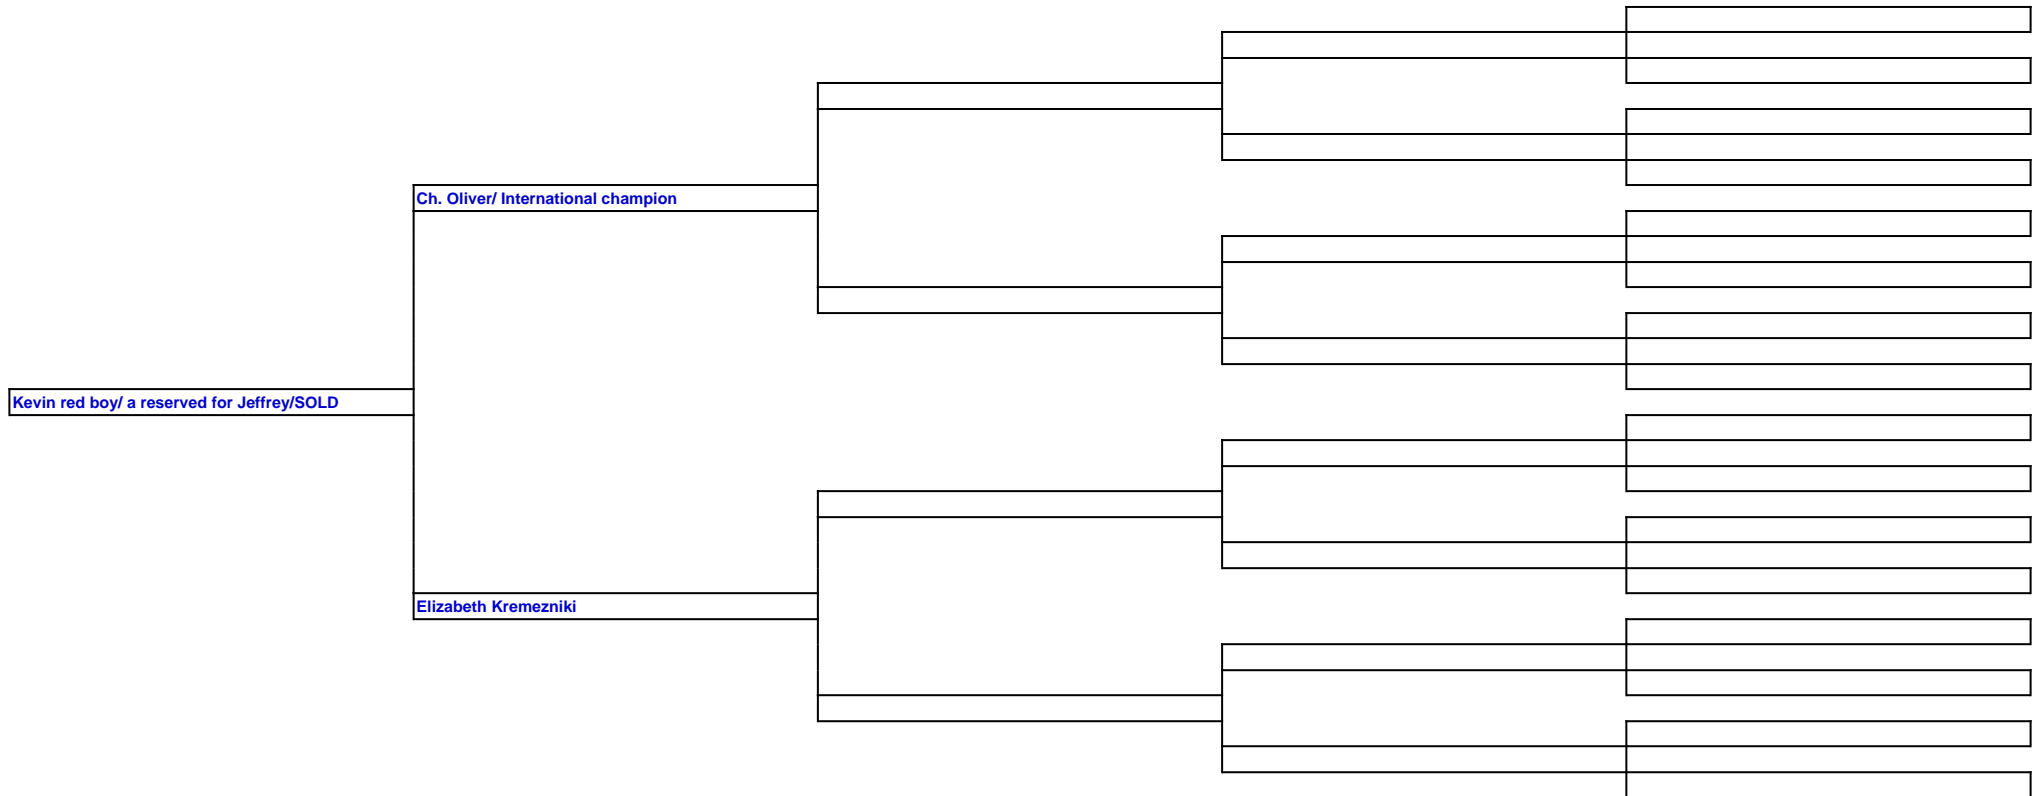 Ch. Oliver/ International champion
Kevin red boy/ a reserved for Jeffrey/SOLD
Elizabeth Kremezniki